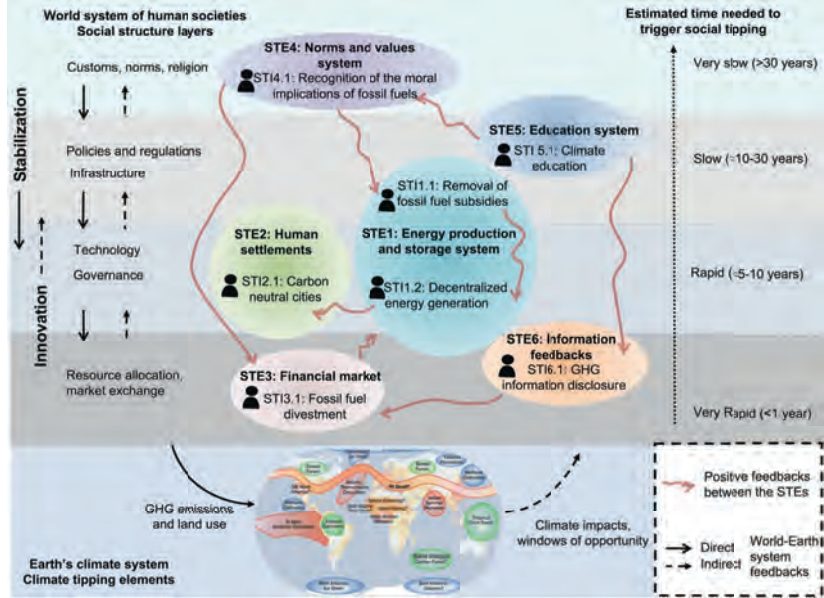 World system of human societies
Social structure layers
Estimated time needed to
trigger social tipping
Customs, norms, religion
Policies and regulations
Infrastructure
Technology
Governance
Resource allocation,
market exchange
Stabilization
Innovation
STE4: Norms and values
system
STI4.1: Recognition of the moral
implications of fossil fuels
STE5: Education system
STI 5.1: Climate
education
STI1.1: Removal of
fossil fuel subsidies
STE1: Energy production
and storage system
STI1.2: Decentralized
energy generation
STE2: Human
settlements
STI2.1: Carbon
neutral cities
STE3: Financial market
STI3.1: Fossil fuel
divestment
STE6: Information
feedbacks
STI6.1: GHG
information disclosure
Very slow (>30 years)
Slow (≈10-30 years)
Rapid (≈5-10 years)
Very Rapid (<1 year)
GHG emissions
and land use
Climate impacts,
windows of opportunity
Earth's climate system
Climate tipping elements
Positive feedbacks
between the STEs
Direct
Indirect
World-Earth
system
feedbacks